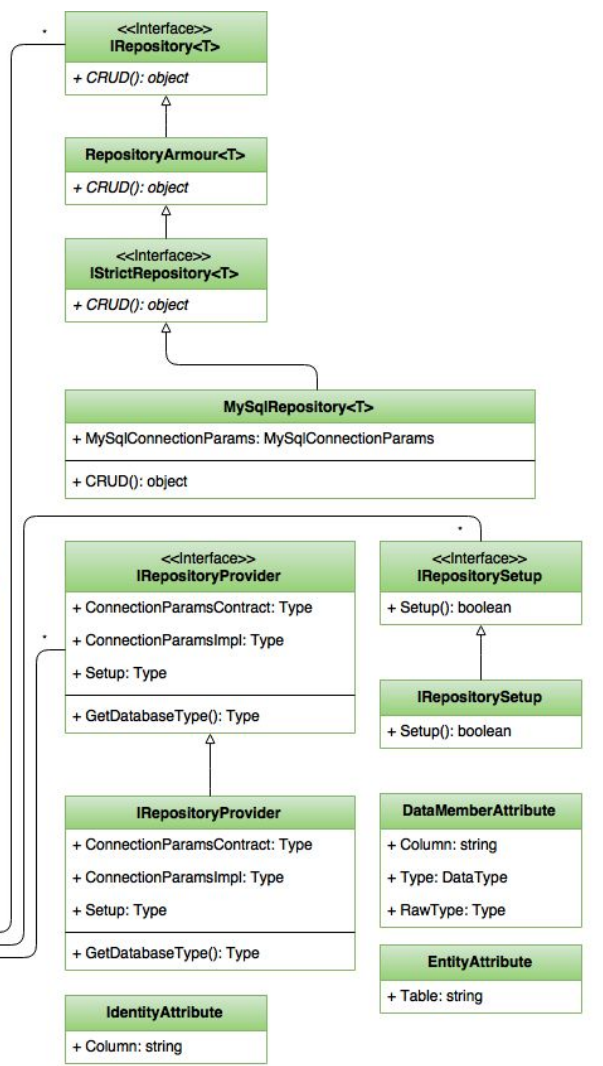 *
<<Interface>>
IRepository<T>
+ CRUD(): object
RepositoryArmour<T>
+ CRUD(): object
<<Interface>>
IStrictRepository<T>
+ CRUD(): object
MySqlRepository<T>
+ MySqlConnectionParams: MySqlConnectionParams
+ CRUD(): object
*
<<Interface>>
IRepositoryProvider
+ ConnectionParamsContract: Type
*
+ ConnectionParamsImpl: Type
+ Setup: Type
+ GetDatabaseType(): Type
<<Interface>>
IRepositorySetup
+ Setup(): boolean
IRepositorySetup
+ Setup(): boolean
IRepositoryProvider
+ ConnectionParamsContract: Type
+ ConnectionParamsImpl: Type
+ Setup: Type
+ GetDatabaseType(): Type
DataMemberAttribute
+ Column: string
+ Type: DataType
+ RawType: Type
EntityAttribute
+ Table: string
IdentityAttribute
+ Column: string